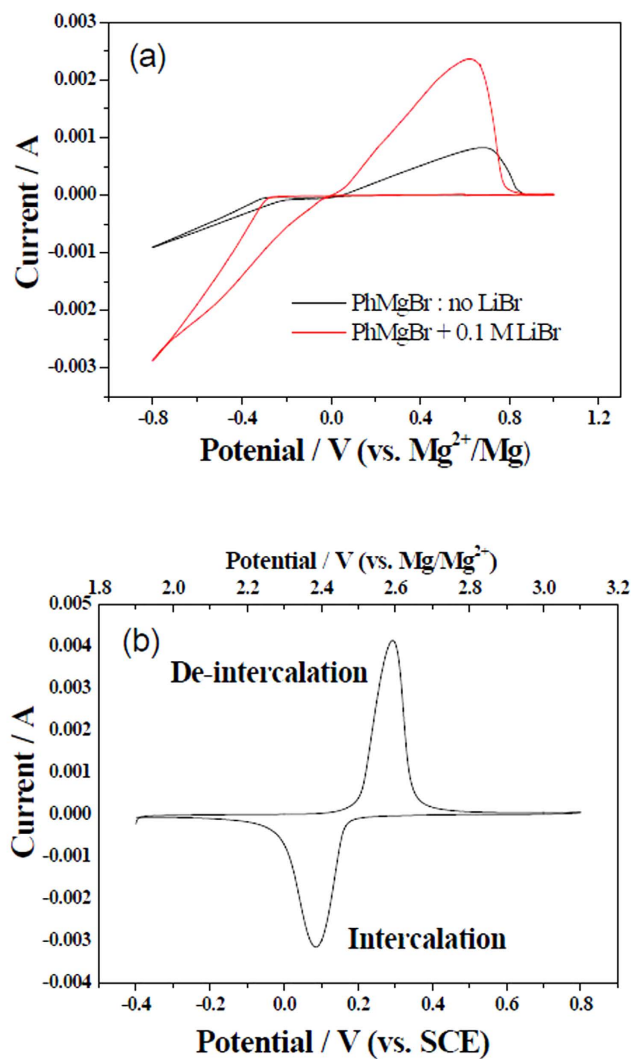 (a)
0.003
0.002
0.001
0.000
-0.001
-0.002
-0.003
Current / A
PhMgBr : no LiBr
PhMgBr + 0.1 M LiBr
-0.8 -0.4 0.0 0.4 0.8 1.2
Potenial / V (vs. Mg²⁺/Mg)
Potential / V (vs. Mg/Mg²⁺)
1.8 2.0 2.2 2.4 2.6 2.8 3.0 3.2
(b)
0.005
0.004
0.003
0.002
0.001
0.000
-0.001
-0.002
-0.003
-0.004
Current / A
De-intercalation
Intercalation
-0.4 -0.2 0.0 0.2 0.4 0.6 0.8
Potential / V (vs. SCE)